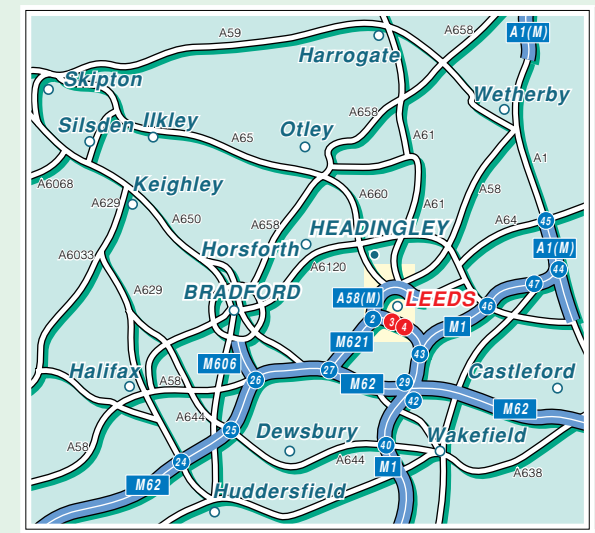 A59
A658
A1(M)
Harrogate
Skipton
Wetherby
A658
Silsden
Ilkley
Otley
A65
A61
A1
A6068
Keighley
A629
A660
A61
A58
A650
A658
HEADINGLEY
A64
45
A6033
Horsforth
A1(M)
A6120
44
A629
BRADFORD
A58(M)
LEEDS
47
46
2
3
4
M1
M621
43
M606
Halifax
A58
26
27
M62
29
Castleford
42
M62
A644
25
Dewsbury
Wakefield
A58
40
24
A644
M1
A638
M62
Huddersfield